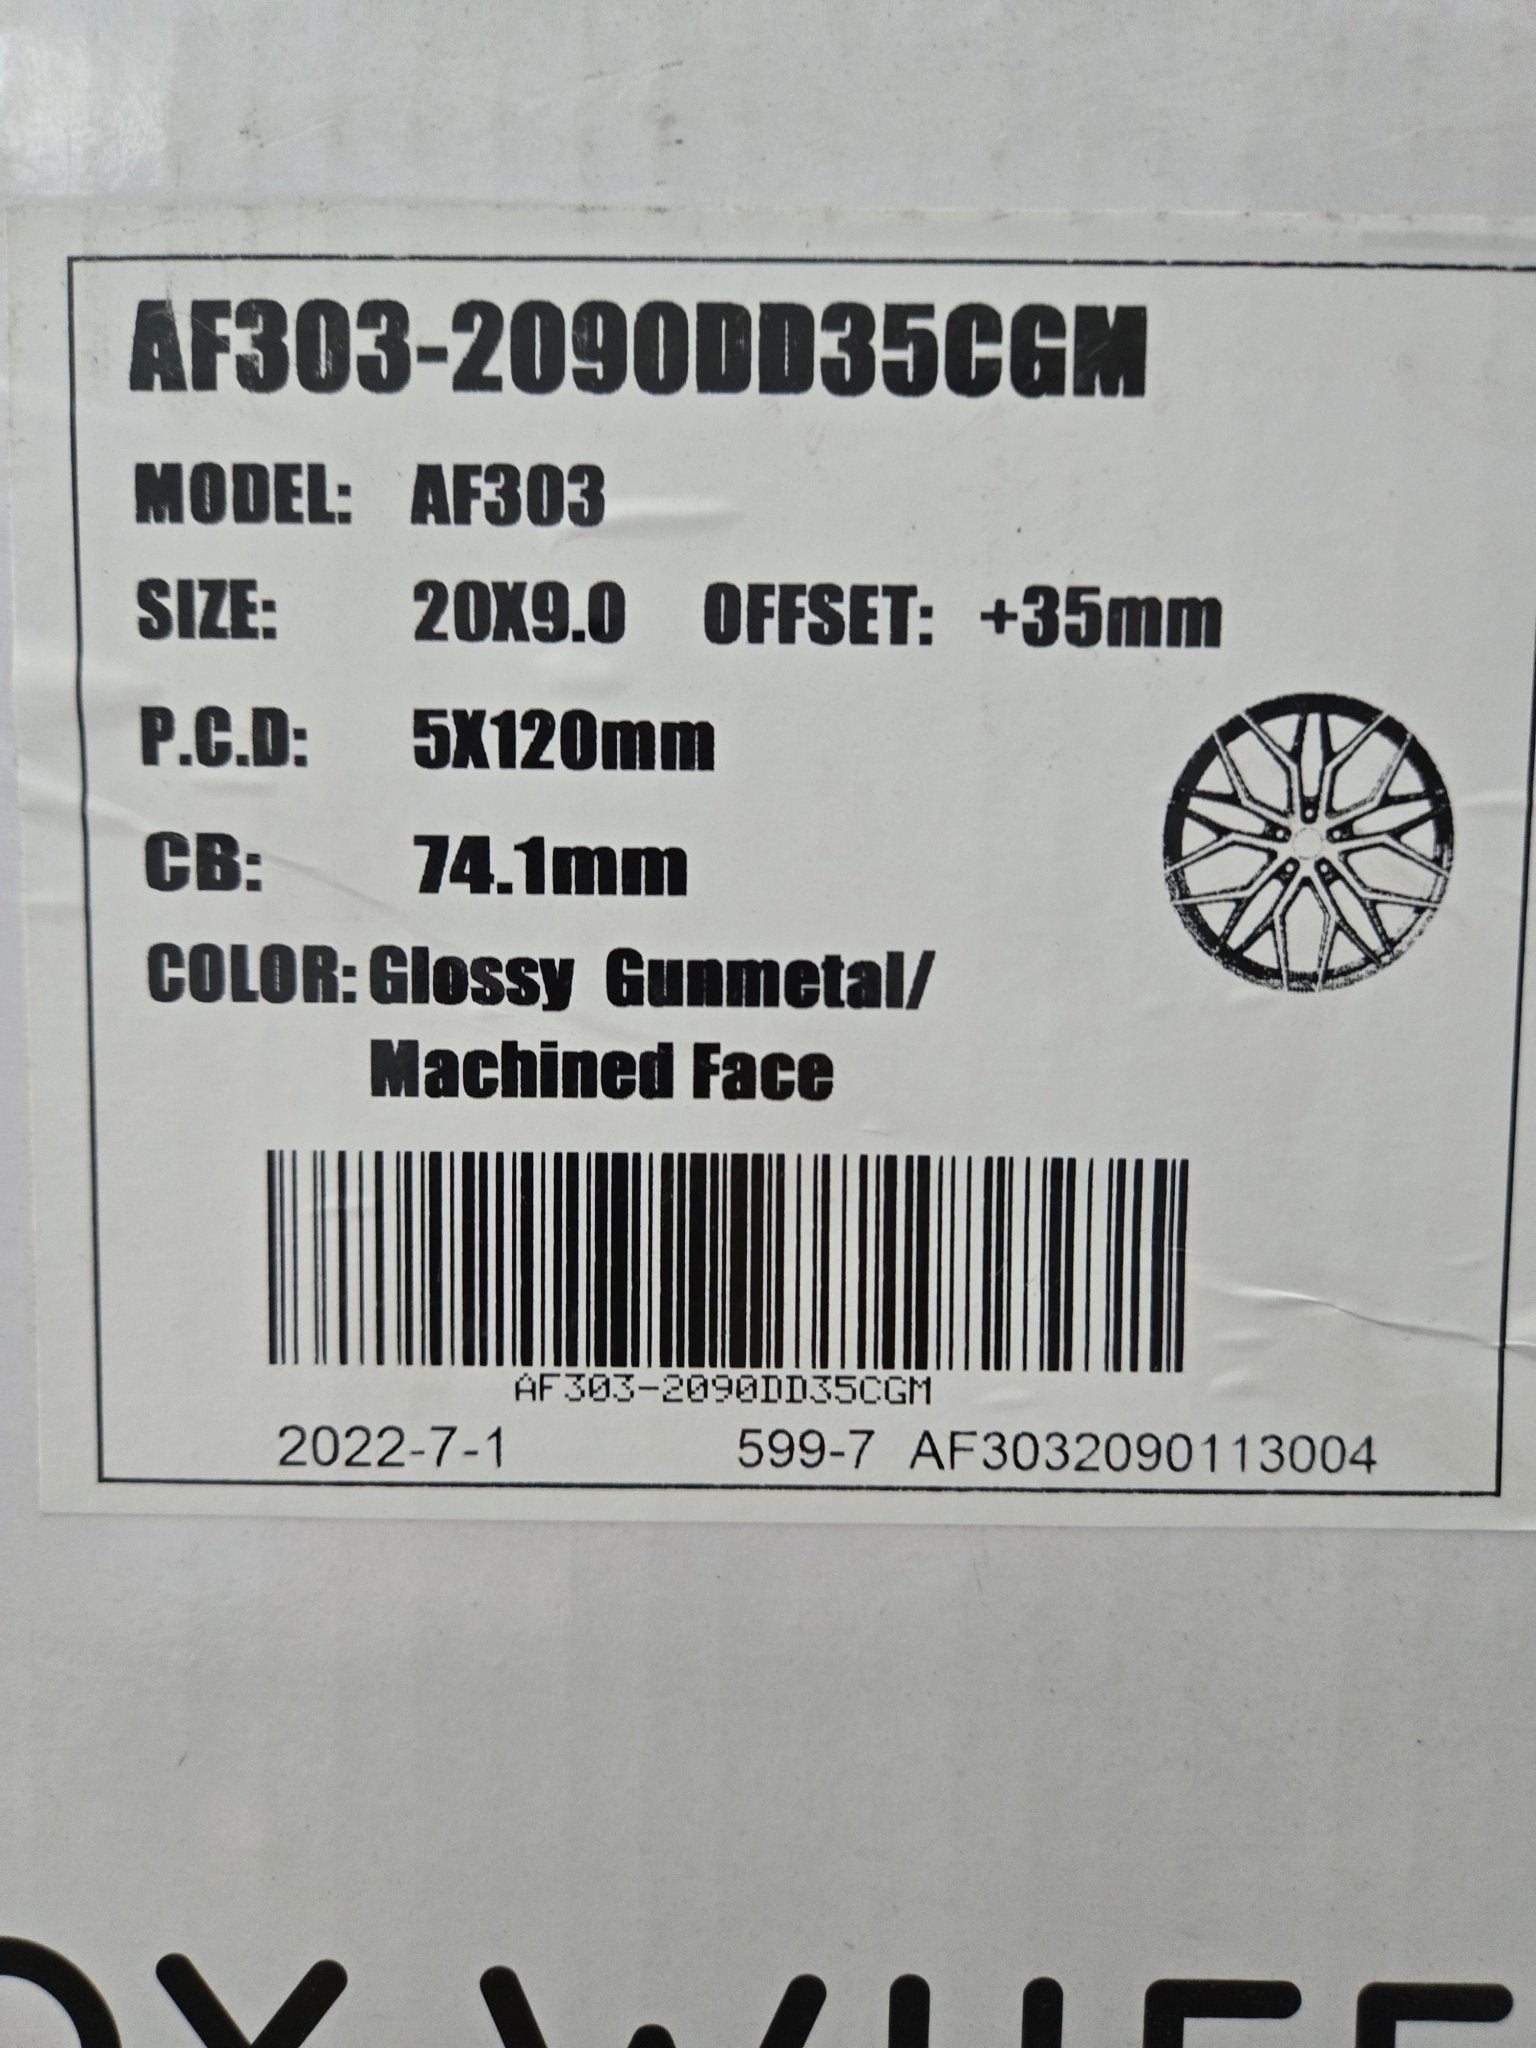 AF303-2090DD35CGM
MODEL: AF303
SIZE: 20X9.0 OFFSET: +35mm
P.C.D: 5X120mm
CB: 74.1mm
COLOR: Glossy Gunmetal/
Machined Face
AF303-2090DD35CGM
2022-7-1 599-7 AF3032090113004